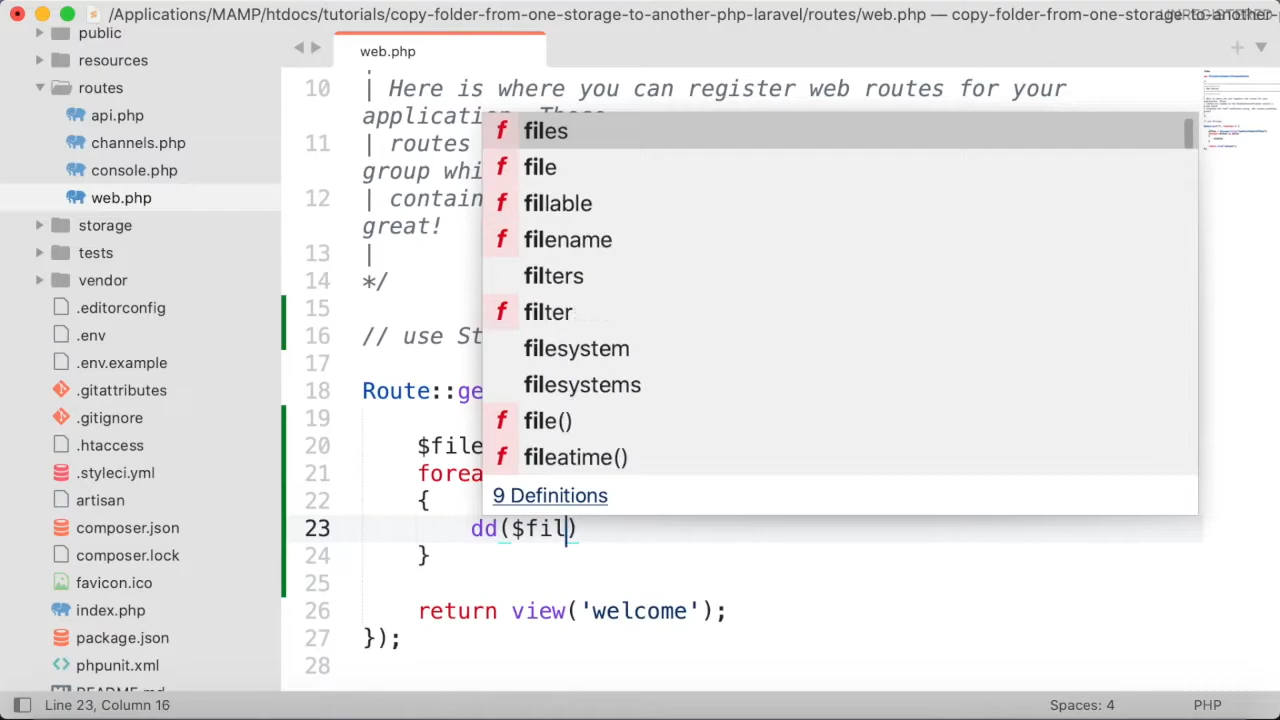 /Applications/MAMP/htdocs/tutorials/copy-folder-from-one-storage-to-another-php-laravel/routes/web.php — copy-folder-from-one-storage-to-another-
UNREGISTERED
public
resources
routes
api.php
channels.php
console.php
web.php
storage
tests
vendor
.editorconfig
.env
.env.example
.gitattributes
.gitignore
.htaccess
.styleci.yml
artisan
composer.json
composer.lock
favicon.ico
index.php
package.json
phpunit.xml
README.md
web.php
10 | Here is where you can register web routes for your
11 | routes
group whi
12 | contain
great!
13 |
14 */
15
16 // use St
17
18 Route::ge
19
20 $file
21 forea
22 {
23 dd($fil)
24 }
25
26 return view('welcome');
27 });
28
files
file
fillable
filename
filters
filter
filesystem
filesystems
file()
fileatime()
9 Definitions
Line 23, Column 16
Spaces: 4
PHP